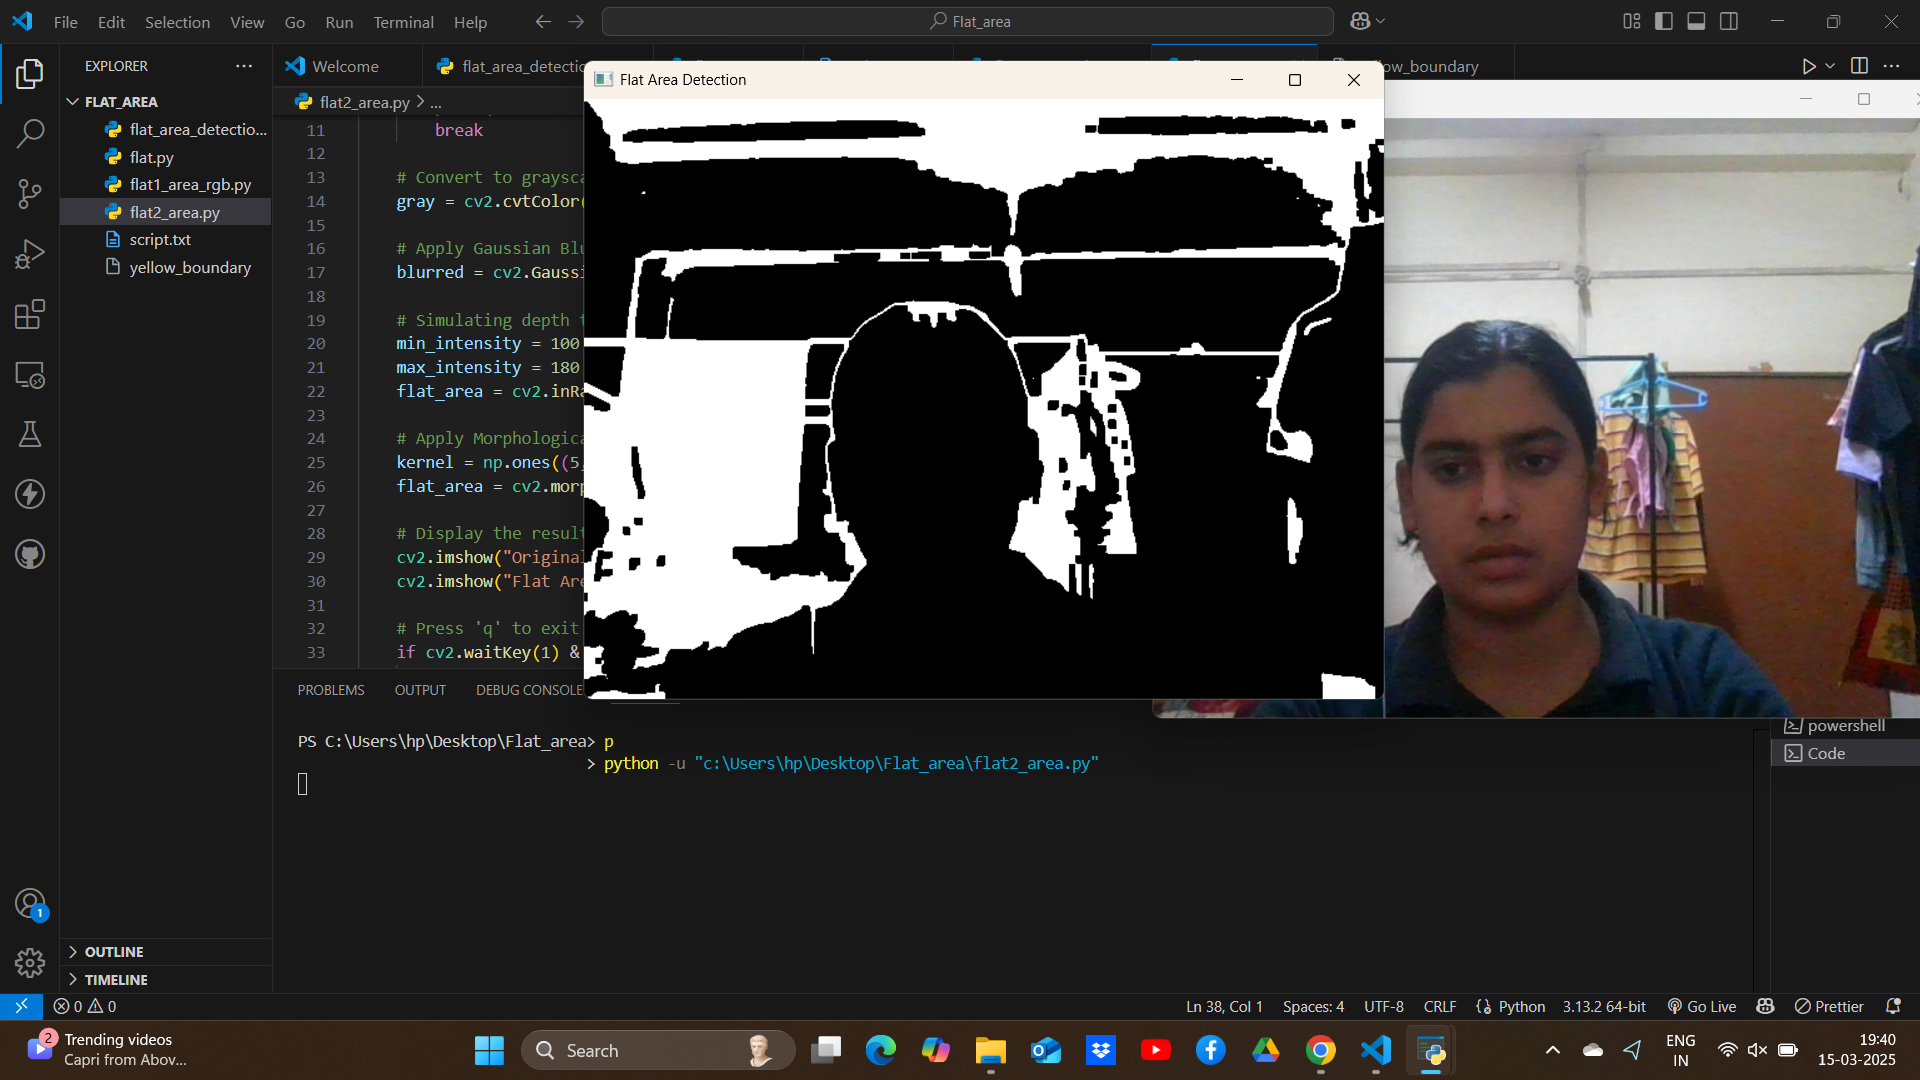 File Edit Selection View Go Run Terminal Help
Flat_area
EXPLORER
FLAT_AREA
flat_area_detectio...
flat.py
flat1_area_rgb.py
flat2_area.py
script.txt
yellow_boundary
OUTLINE
TIMELINE
Welcome
flat_area_detectio
low_boundary
flat2_area.py > ...
Flat Area Detection
11 break
12
13 # Convert to graysca
14 gray = cv2.cvtColor(
15
16 # Apply Gaussian Blu
17 blurred = cv2.Gaussi
18
19 # Simulating depth t
20 min_intensity = 100
21 max_intensity = 180
22 flat_area = cv2.inRa
23
24 # Apply Morphologica
25 kernel = np.ones((5,
26 flat_area = cv2.morp
27
28 # Display the result
29 cv2.imshow("Original
30 cv2.imshow("Flat Are
31
32 # Press 'q' to exit
33 if cv2.waitKey(1) &
PROBLEMS OUTPUT DEBUG CONSOLE
PS C:\Users\hp\Desktop\Flat_area> p
> python -u "c:\Users\hp\Desktop\Flat_area\flat2_area.py"
powershell
Code
1
0 0
Ln 38, Col 1 Spaces: 4 UTF-8 CRLF Python 3.13.2 64-bit Go Live Prettier
2
Trending videos
Capri from Abov...
Search
ENG
IN
19:40
15-03-2025